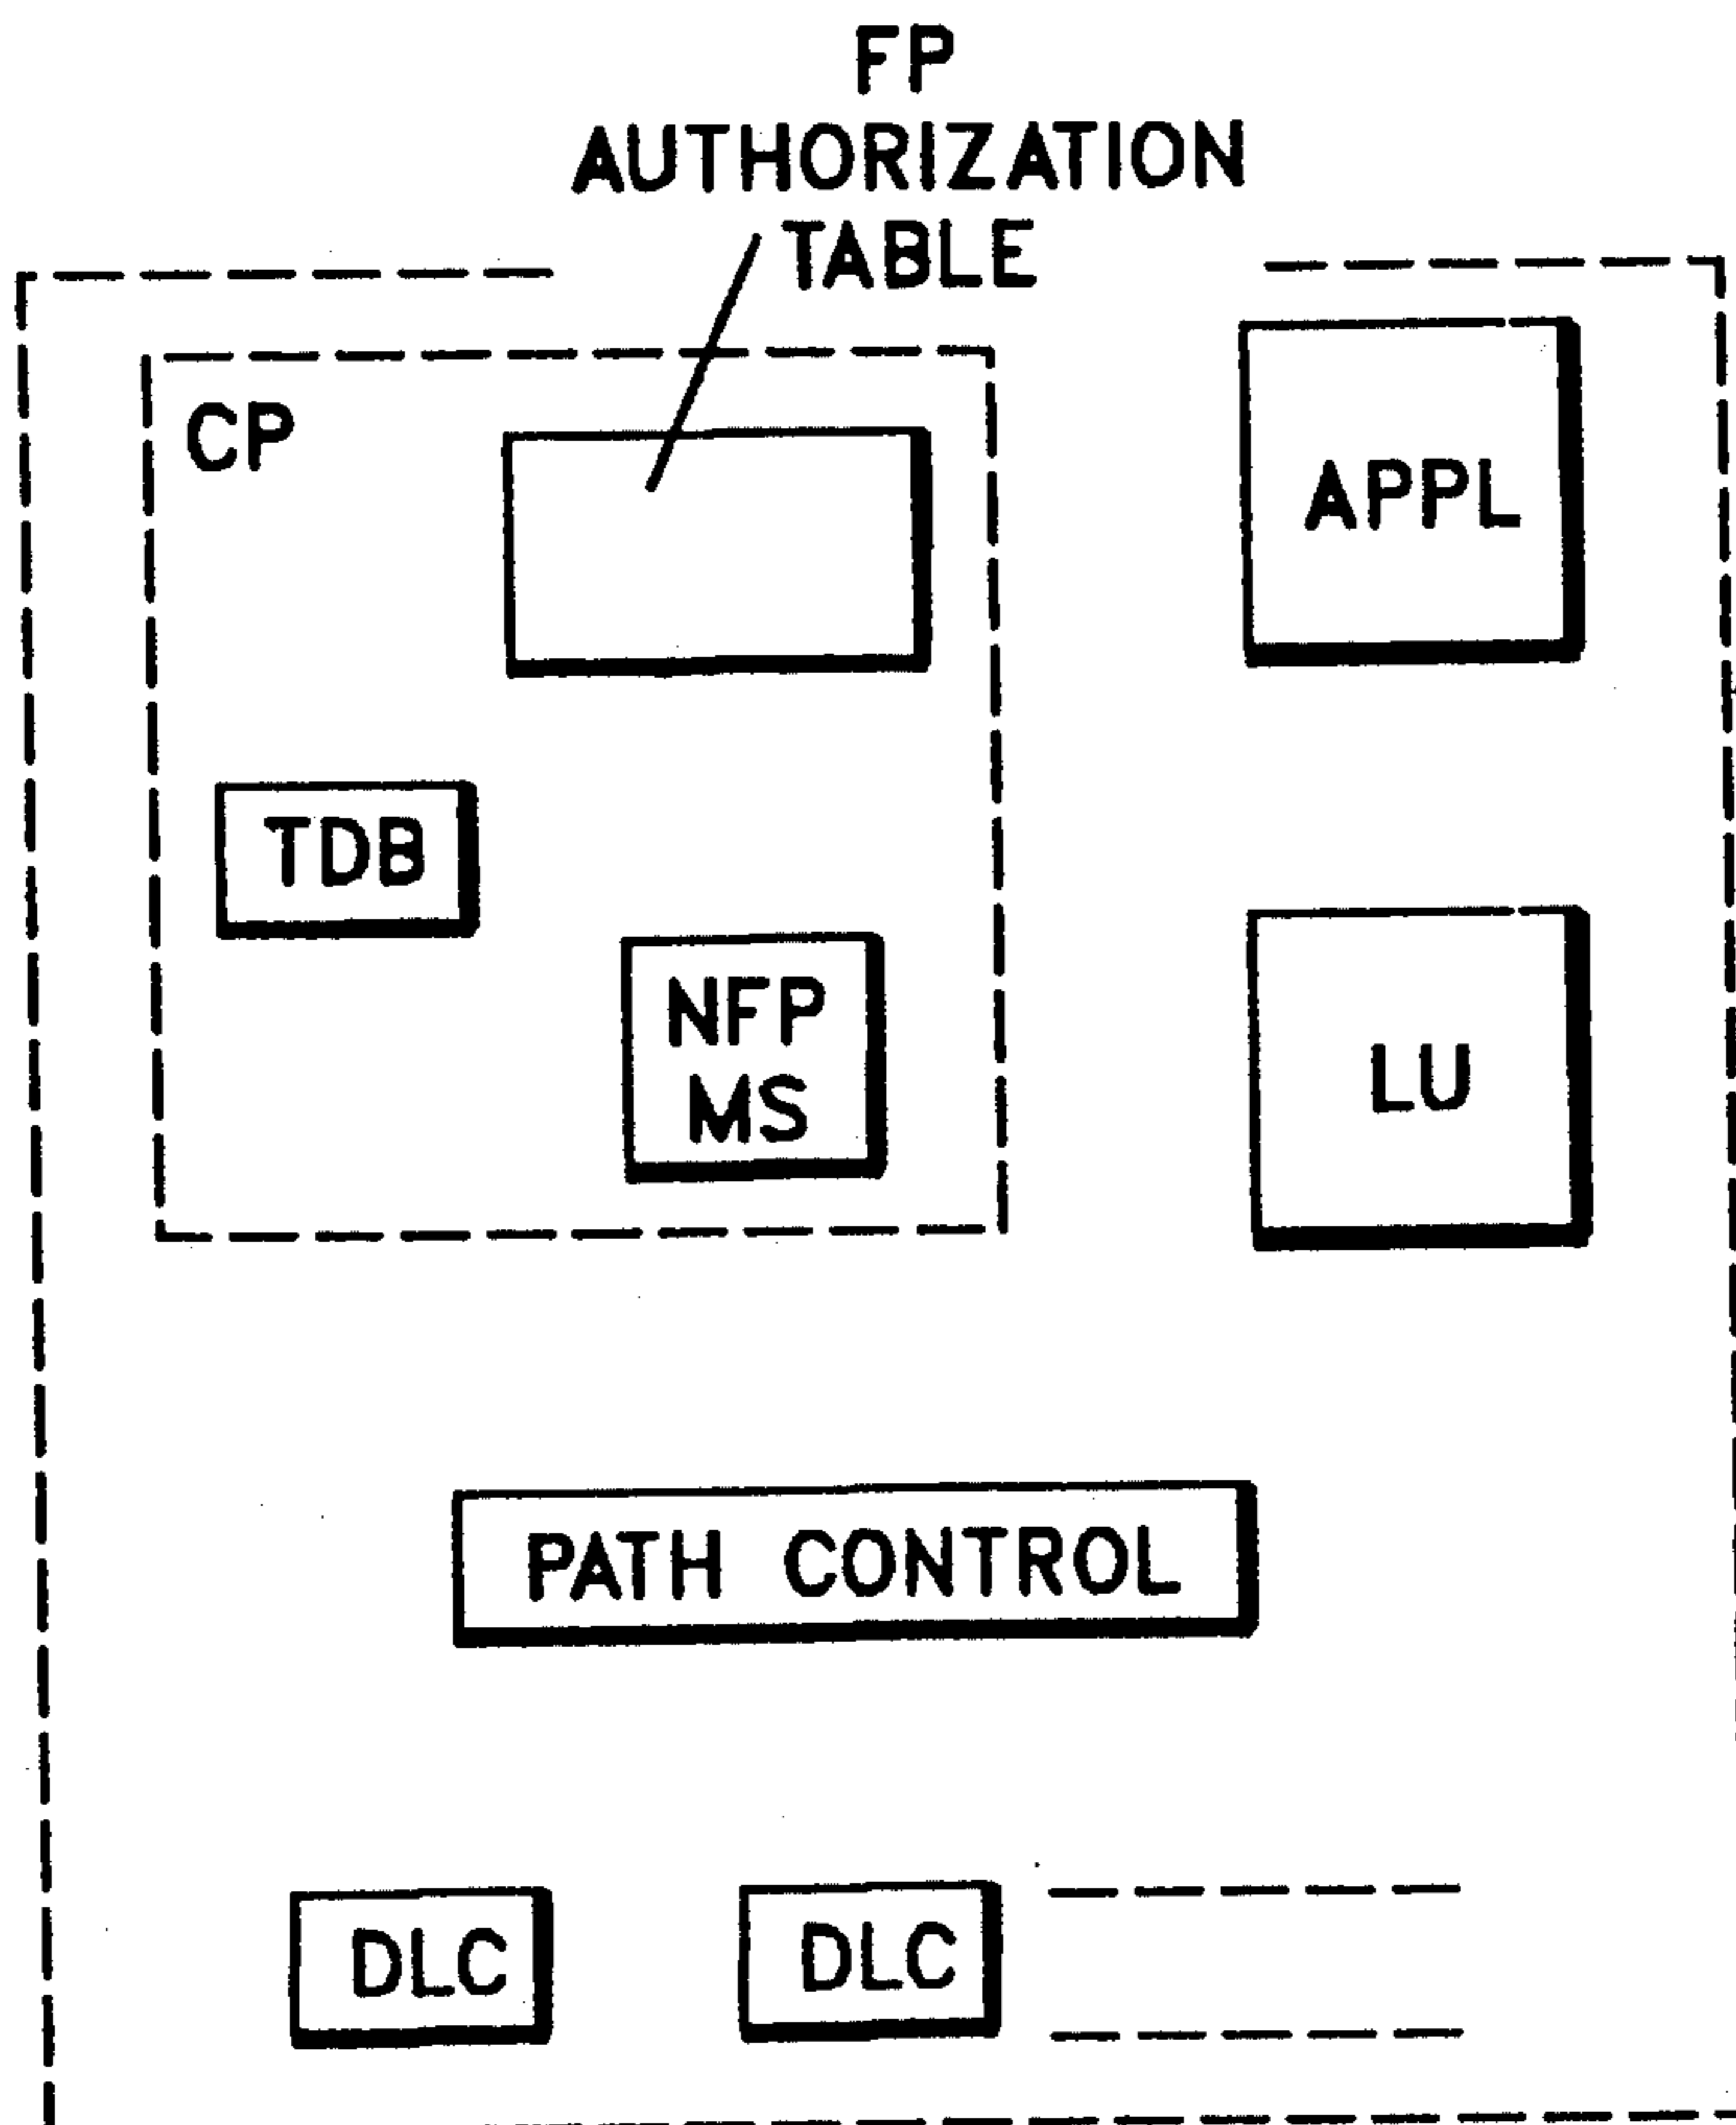 FP
AUTHORIZATION
TABLE
CP
APPL
TDB
NFP
MS
LU
PATH CONTROL
DLC
DLC